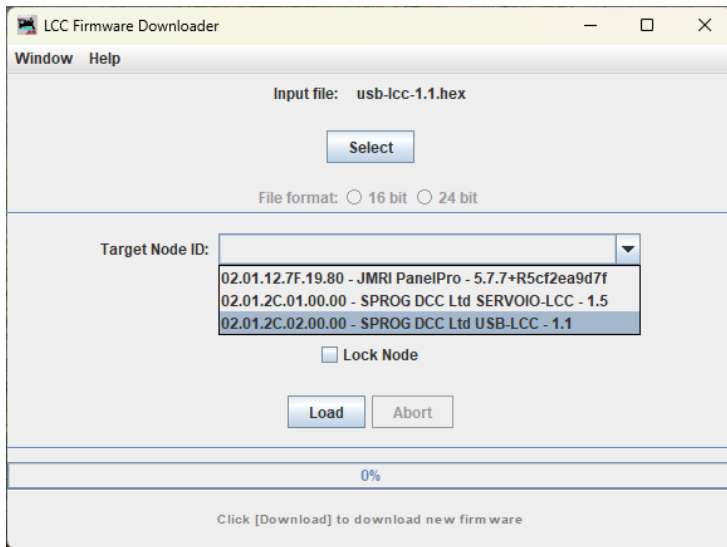 LCC Firmware Downloader
Window Help
Input file: usb-lcc-1.1.hex
Select
File format: 16 bit 24 bit
Target Node ID:
02.01.12.7F.19.80 - JMRI PanelPro - 5.7.7+R5cf2ea9d7f
02.01.2C.01.00.00 - SPROG DCC Ltd SERVOIO-LCC - 1.5
02.01.2C.02.00.00 - SPROG DCC Ltd USB-LCC - 1.1
Lock Node
Load Abort
0%
Click [Download] to download new firmware